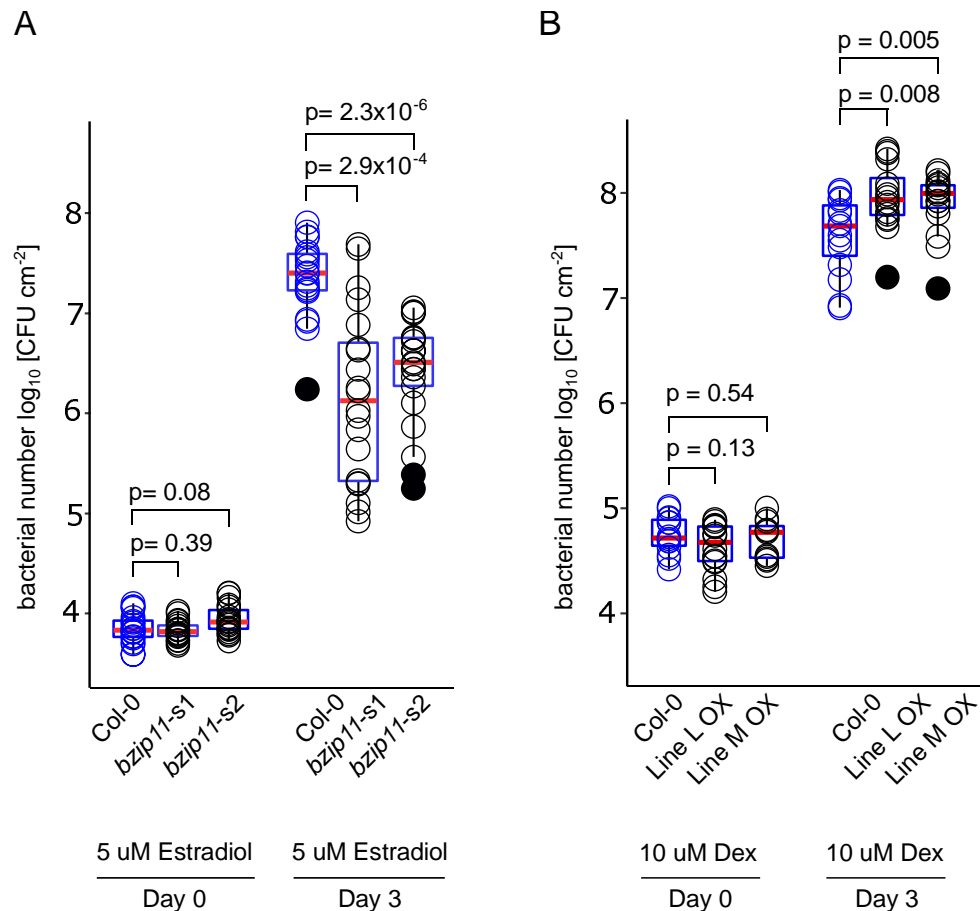 A
p= 2.3x10-6
p= 2.9x10-4
8
7
6
5
4
bacterial number log10 [CFU cm-2]
p= 0.08
p= 0.39
Col-0
bzip11-s1
bzip11-s2
Col-0
bzip11-s1
bzip11-s2
5 uM Estradiol
Day 0
5 uM Estradiol
Day 3
B
p = 0.005
p = 0.008
8
7
6
5
4
bacterial number log10 [CFU cm-2]
p = 0.54
p = 0.13
Col-0
Line L OX
Line M OX
Col-0
Line L OX
Line M OX
10 uM Dex
Day 0
10 uM Dex
Day 3